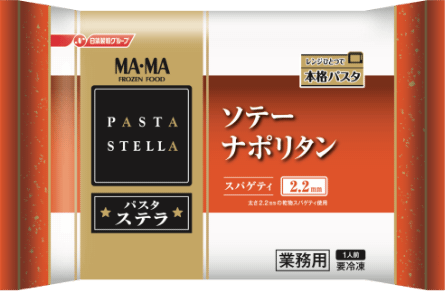 日清製粉グループ
MA・MA
FROZEN FOOD
PASTA
STELLA
パスタ
★ステラ★
レンジひとつで
本格パスタ
ソテー
ナポリタン
スパゲティ 2.2mm
太さ2.2mmの乾燥スパゲティ使用
業務用
1人前
要冷凍